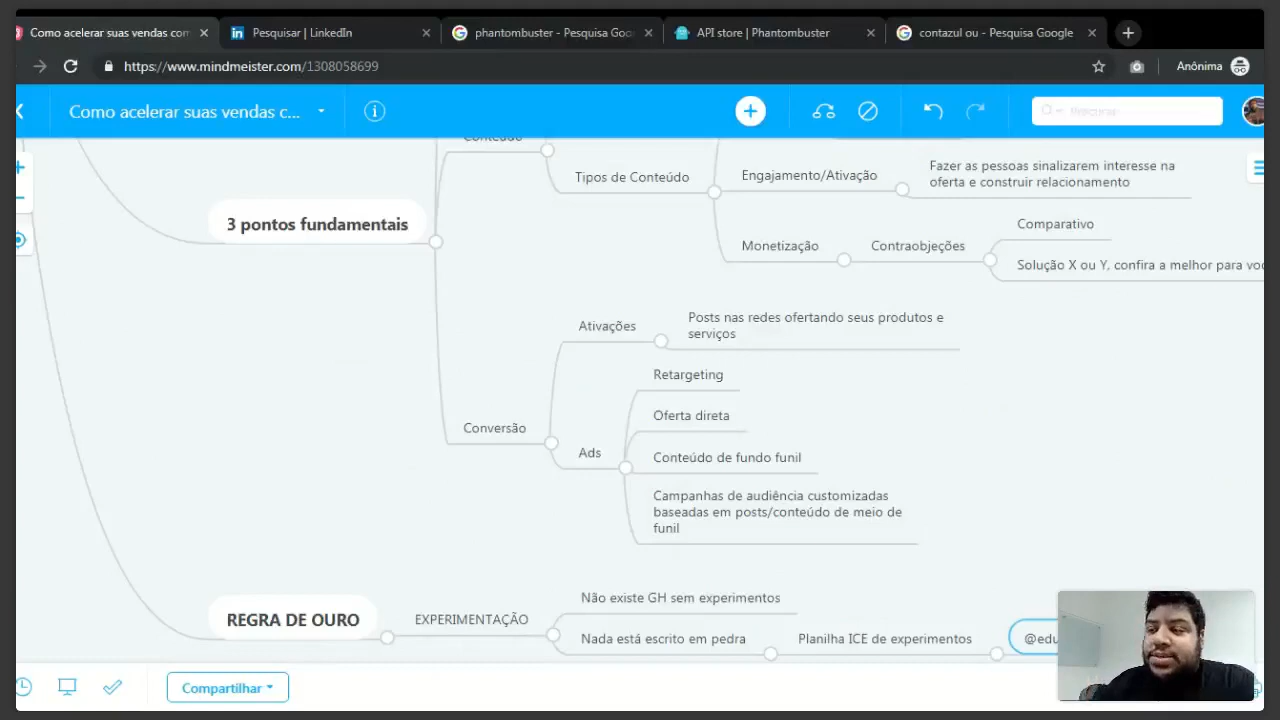 Como acelerar suas vendas com
Pesquisar | LinkedIn
phantombuster - Pesquisa Goo
API store | Phantombuster
contazul ou - Pesquisa Google
https://www.mindmeister.com/1308058699
Anônima
Como acelerar suas vendas c...
Pesquisar
Conteúdo
Tipos de Conteúdo
Engajamento/Ativação
Fazer as pessoas sinalizarem interesse na
oferta e construir relacionamento
3 pontos fundamentais
Monetização
Contraobjeções
Comparativo
Solução X ou Y, confira a melhor para você
Ativações
Posts nas redes ofertando seus produtos e
serviços
Retargeting
Oferta direta
Conversão
Ads
Conteúdo de fundo funil
Campanhas de audiência customizadas
baseadas em posts/conteúdo de meio de
funil
REGRA DE OURO
EXPERIMENTAÇÃO
Não existe GH sem experimentos
Nada está escrito em pedra
Planilha ICE de experimentos
@edu
Compartilhar